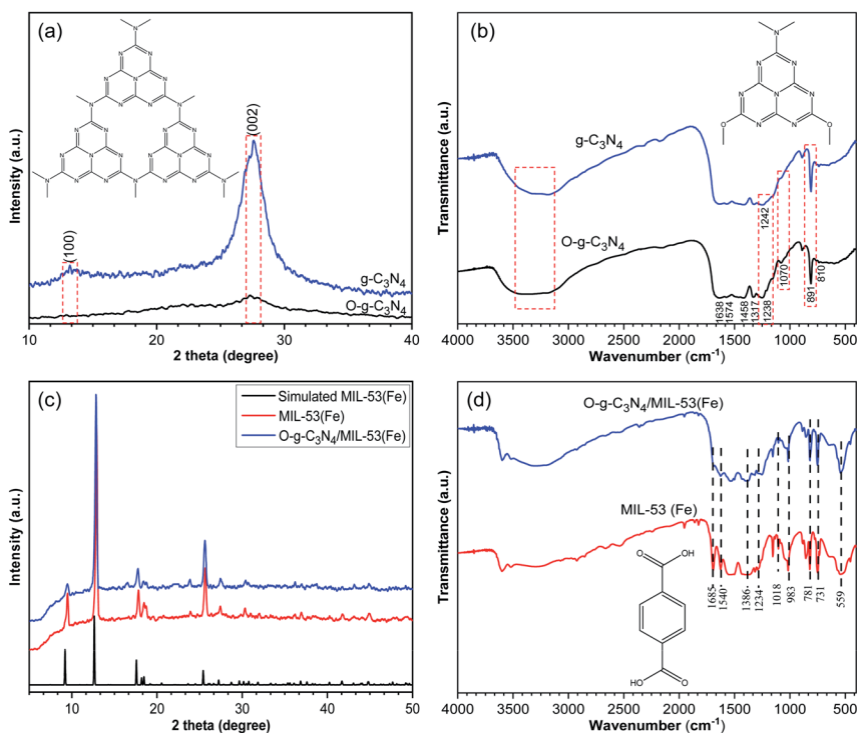 (a)
(100)
(002)
g-C₃N₄
O-g-C₃N₄
Intensity (a.u.)
10 20 30 40
2 theta (degree)
N N N N N N N N N N N N N N N N N N N N N N N N N N N
(b)
N
N N
N N N
O N N O
g-C₃N₄
O-g-C₃N₄
1638
1574
1458
1317
1242
1238
1070
891
810
Transmittance (a.u.)
4000 3500 3000 2500 2000 1500 1000 500
Wavenumber (cm⁻¹)
(c)
Simulated MIL-53(Fe)
MIL-53(Fe)
O-g-C₃N₄/MIL-53(Fe)
Intensity (a.u.)
10 20 30 40 50
2 theta (degree)
(d)
O-g-C₃N₄/MIL-53(Fe)
MIL-53 (Fe)
O OH
HO O
1685
1540
1386
1234
1018
983
781
731
559
Transmittance (a.u.)
4000 3500 3000 2500 2000 1500 1000 500
Wavenumber (cm⁻¹)